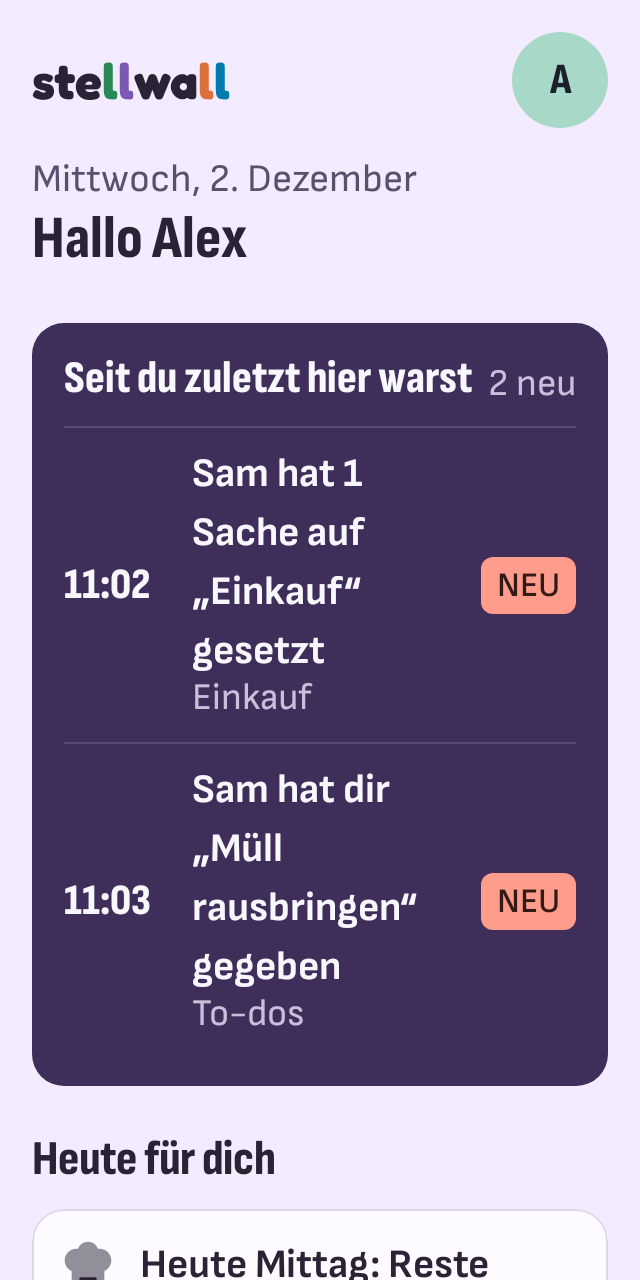 stellwall
A
Mittwoch, 2. Dezember
Hallo Alex
Seit du zuletzt hier warst 2 neu
11:02
Sam hat 1
Sache auf
„Einkauf“
gesetzt
Einkauf
NEU
11:03
Sam hat dir
„Müll
rausbringen“
gegeben
To-dos
NEU
Heute für dich
Heute Mittag: Reste